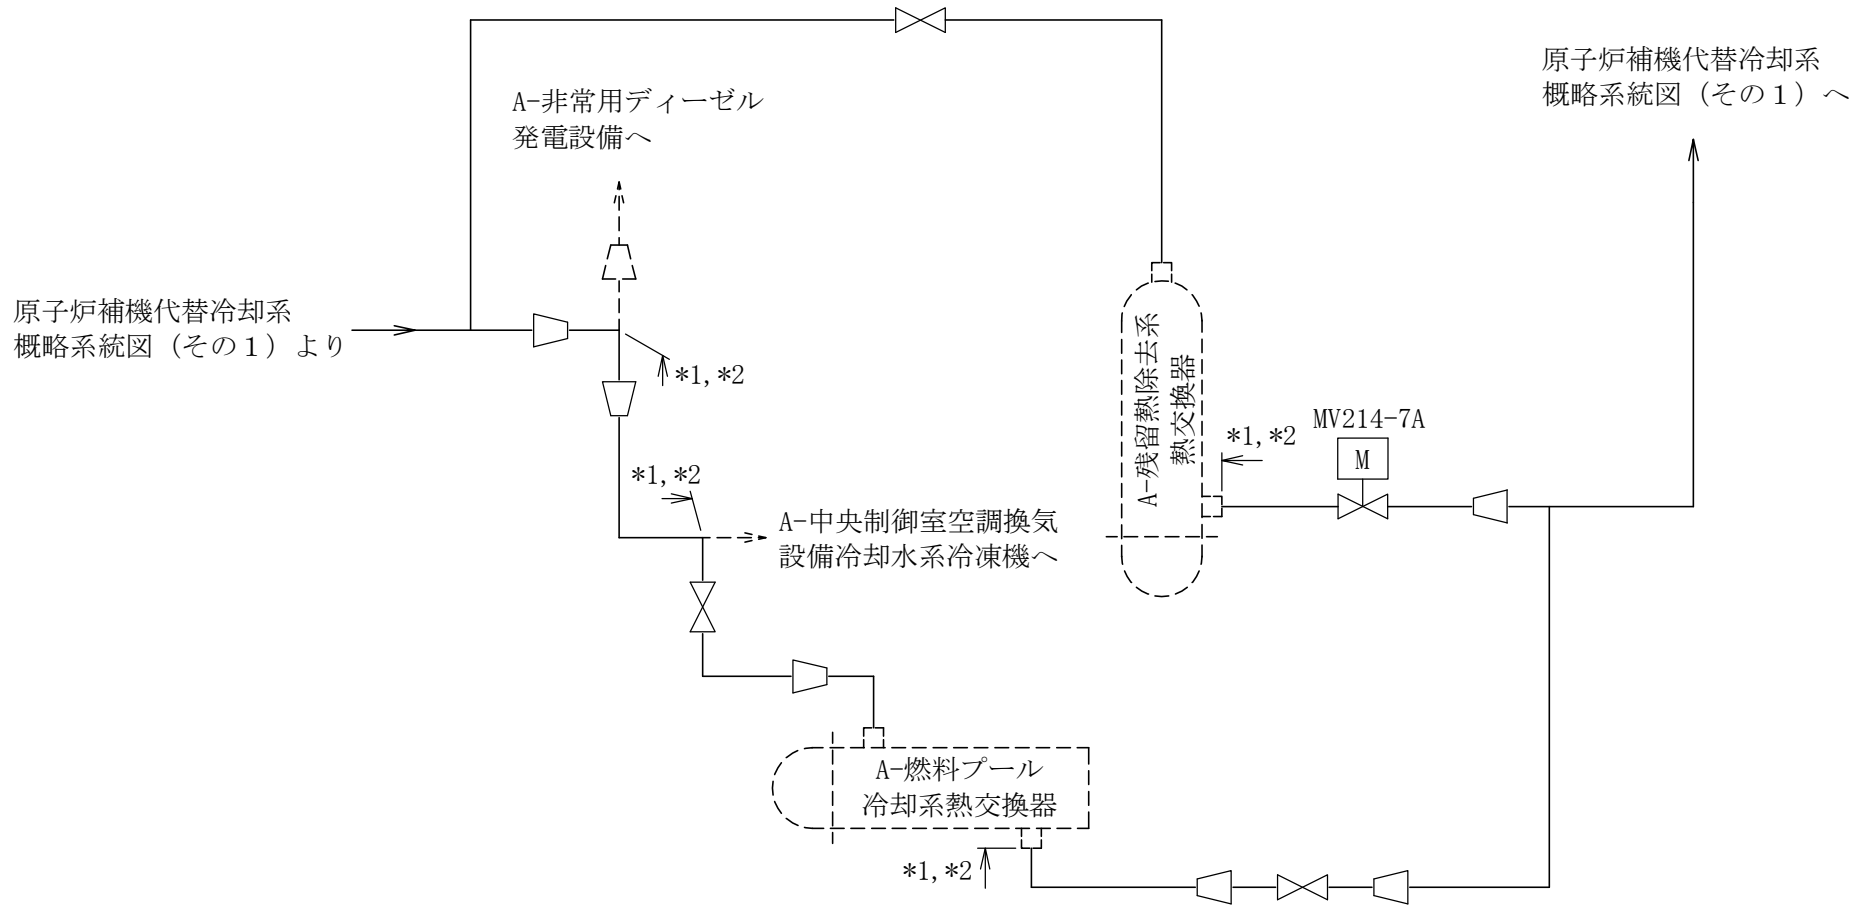 原子炉補機代替冷却系
概略系統図（その１）へ
A-非常用ディーゼル
発電設備へ
原子炉補機代替冷却系
概略系統図（その１）より
*1,*2
A-残留熱除去系
熱交換器
MV214-7A
*1,*2
M
*1,*2
A-中央制御室空調換気
設備冷却水系冷凍機へ
A-燃料プール
冷却系熱交換器
*1,*2